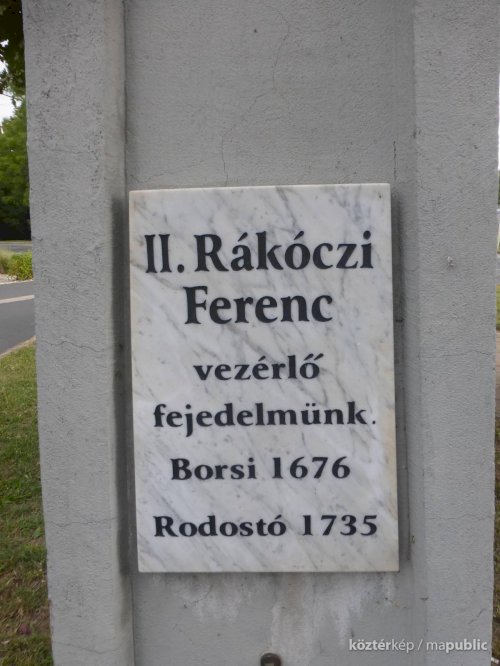 II. Rákóczi
Ferenc
vezérlő
fejedelmünk.
Borsi 1676
Rodostó 1735
köztérkép / mapublic